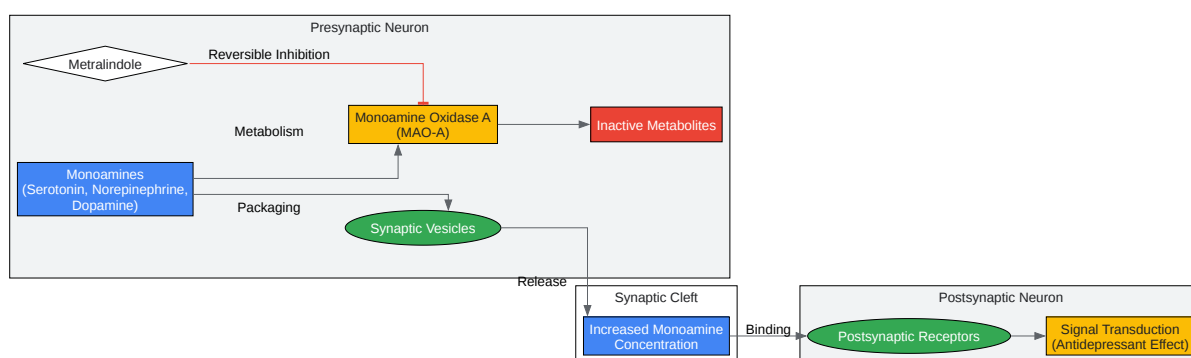 Presynaptic Neuron
Metralindole
Reversible Inhibition
Monoamine Oxidase A
(MAO-A)
Inactive Metabolites
Metabolism
Monoamines
(Serotonin, Norepinephrine,
Dopamine)
Packaging
Synaptic Vesicles
Release
Synaptic Cleft
Increased Monoamine
Concentration
Binding
Postsynaptic Neuron
Postsynaptic Receptors
Signal Transduction
(Antidepressant Effect)